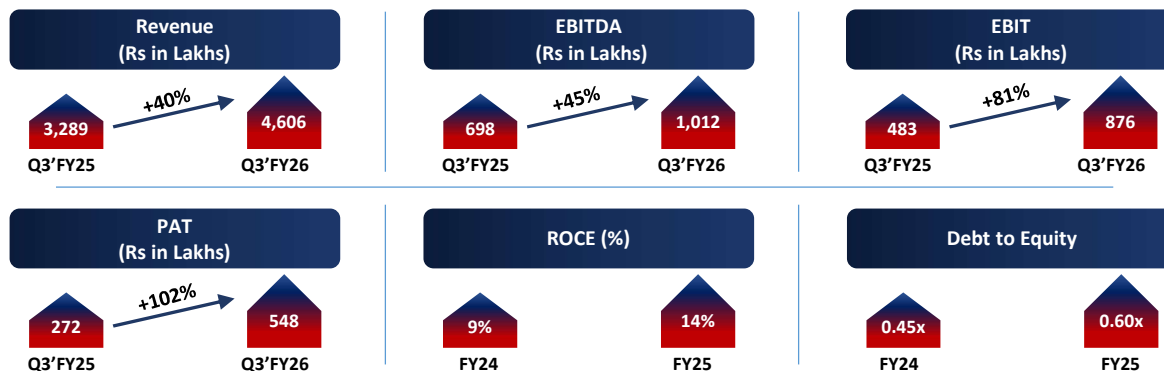 Revenue
(Rs in Lakhs)
3,289
+40%
4,606
Q3’FY25
Q3’FY26
EBITDA
(Rs in Lakhs)
698
+45%
1,012
Q3’FY25
Q3’FY26
EBIT
(Rs in Lakhs)
483
+81%
876
Q3’FY25
Q3’FY26
PAT
(Rs in Lakhs)
272
+102%
548
Q3’FY25
Q3’FY26
ROCE (%)
9%
14%
FY24
FY25
Debt to Equity
0.45x
0.60x
FY24
FY25